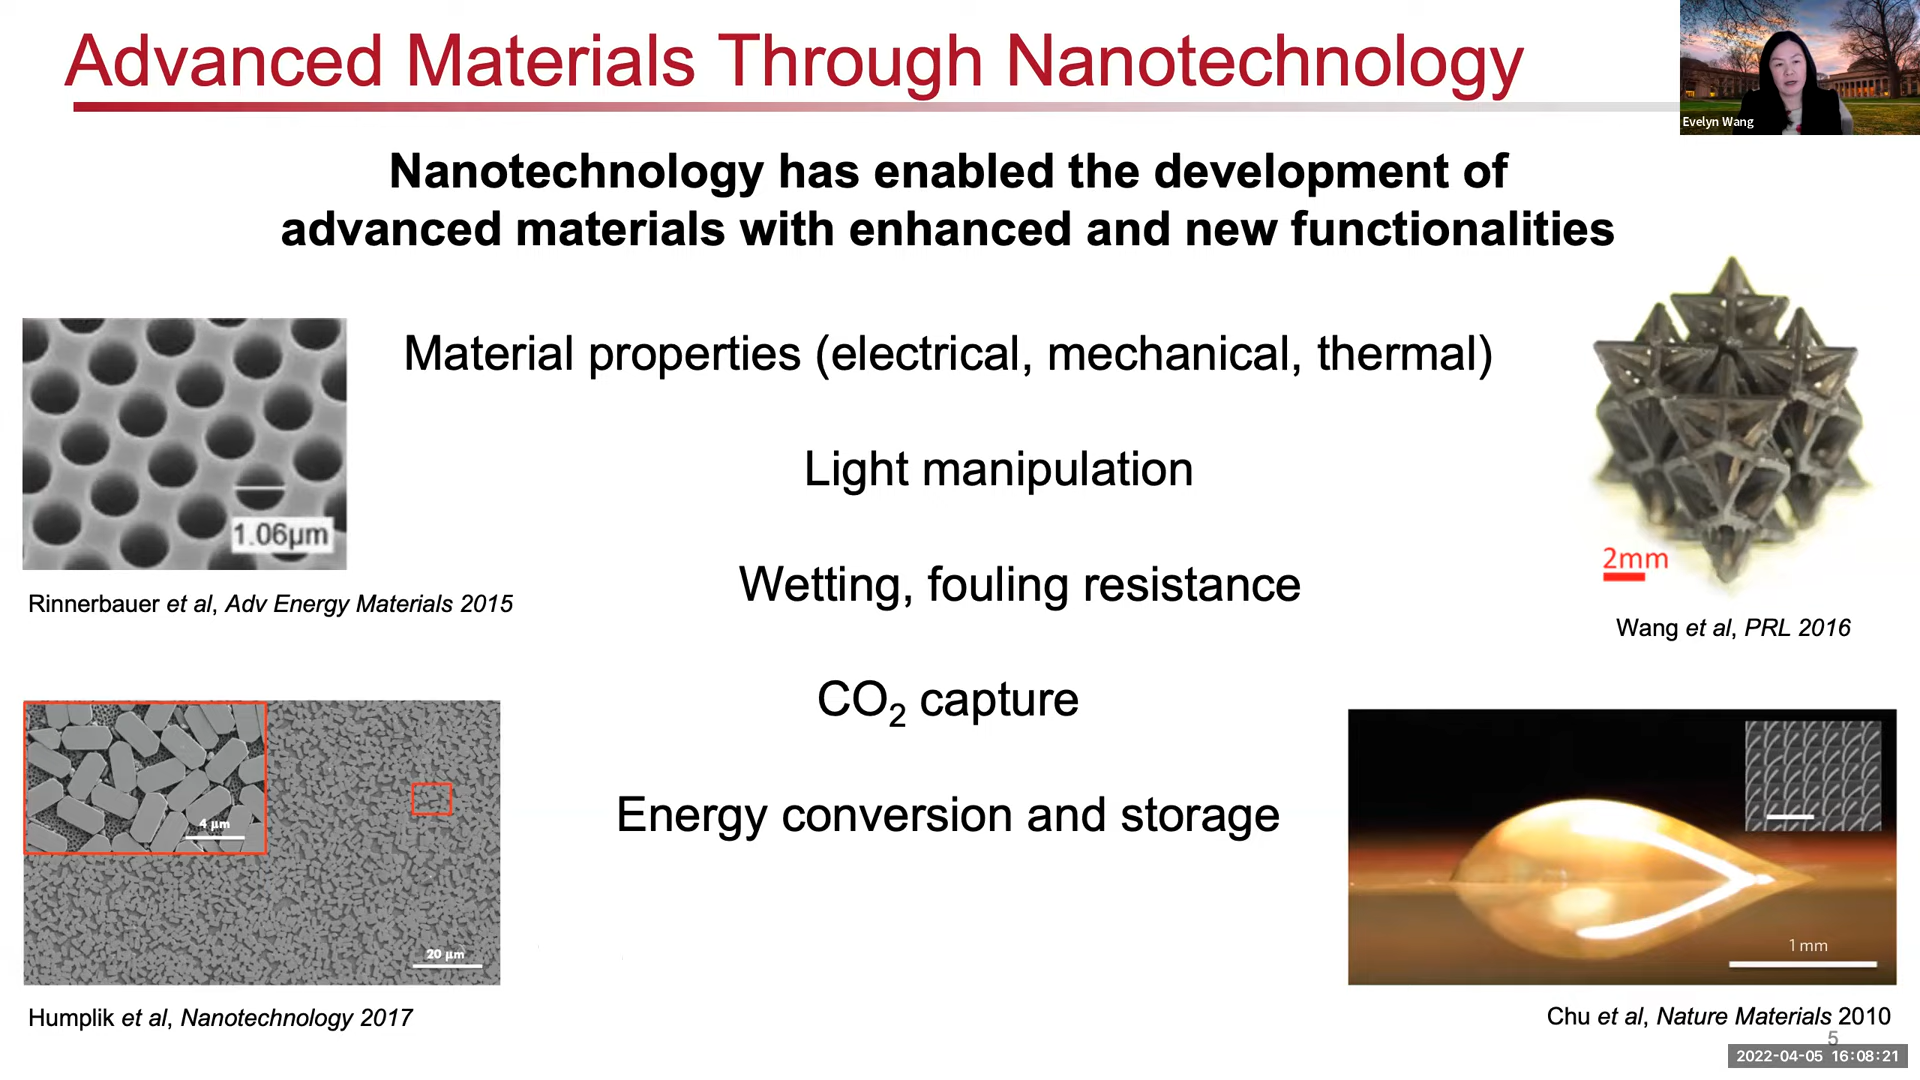 Advanced Materials Through Nanotechnology
Evelyn Wang
Nanotechnology has enabled the development of
advanced materials with enhanced and new functionalities
Material properties (electrical, mechanical, thermal)
Light manipulation
Wetting, fouling resistance
CO₂ capture
Energy conversion and storage
1.06µm
Rinnerbauer et al, Adv Energy Materials 2015
2mm
Wang et al, PRL 2016
4 µm
20 µm
Humplik et al, Nanotechnology 2017
1 mm
Chu et al, Nature Materials 2010
5
2022-04-05 16:08:21